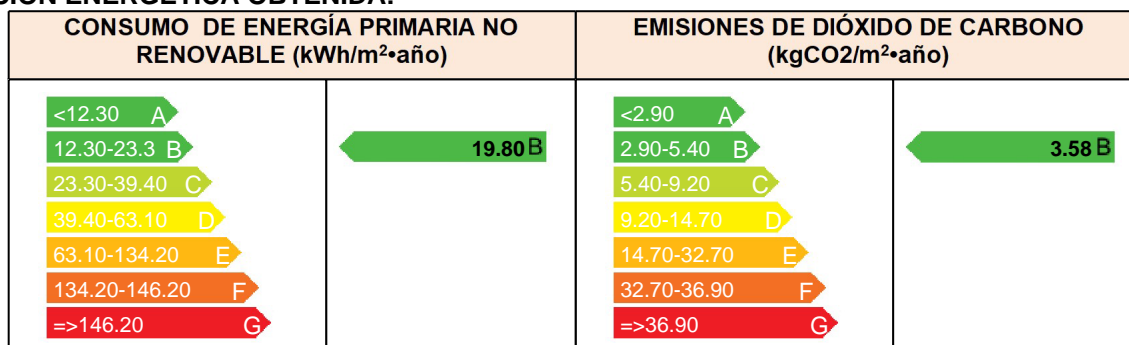 CIÓN ENERGÉTICA OBTENIDA:
CONSUMO DE ENERGÍA PRIMARIA NO
RENOVABLE (kWh/m²•año)
EMISIONES DE DIÓXIDO DE CARBONO
(kgCO2/m²•año)
<12.30 A
12.30-23.3 B
23.30-39.40 C
39.40-63.10 D
63.10-134.20 E
134.20-146.20 F
=>146.20 G
19.80 B
<2.90 A
2.90-5.40 B
5.40-9.20 C
9.20-14.70 D
14.70-32.70 E
32.70-36.90 F
=>36.90 G
3.58 B